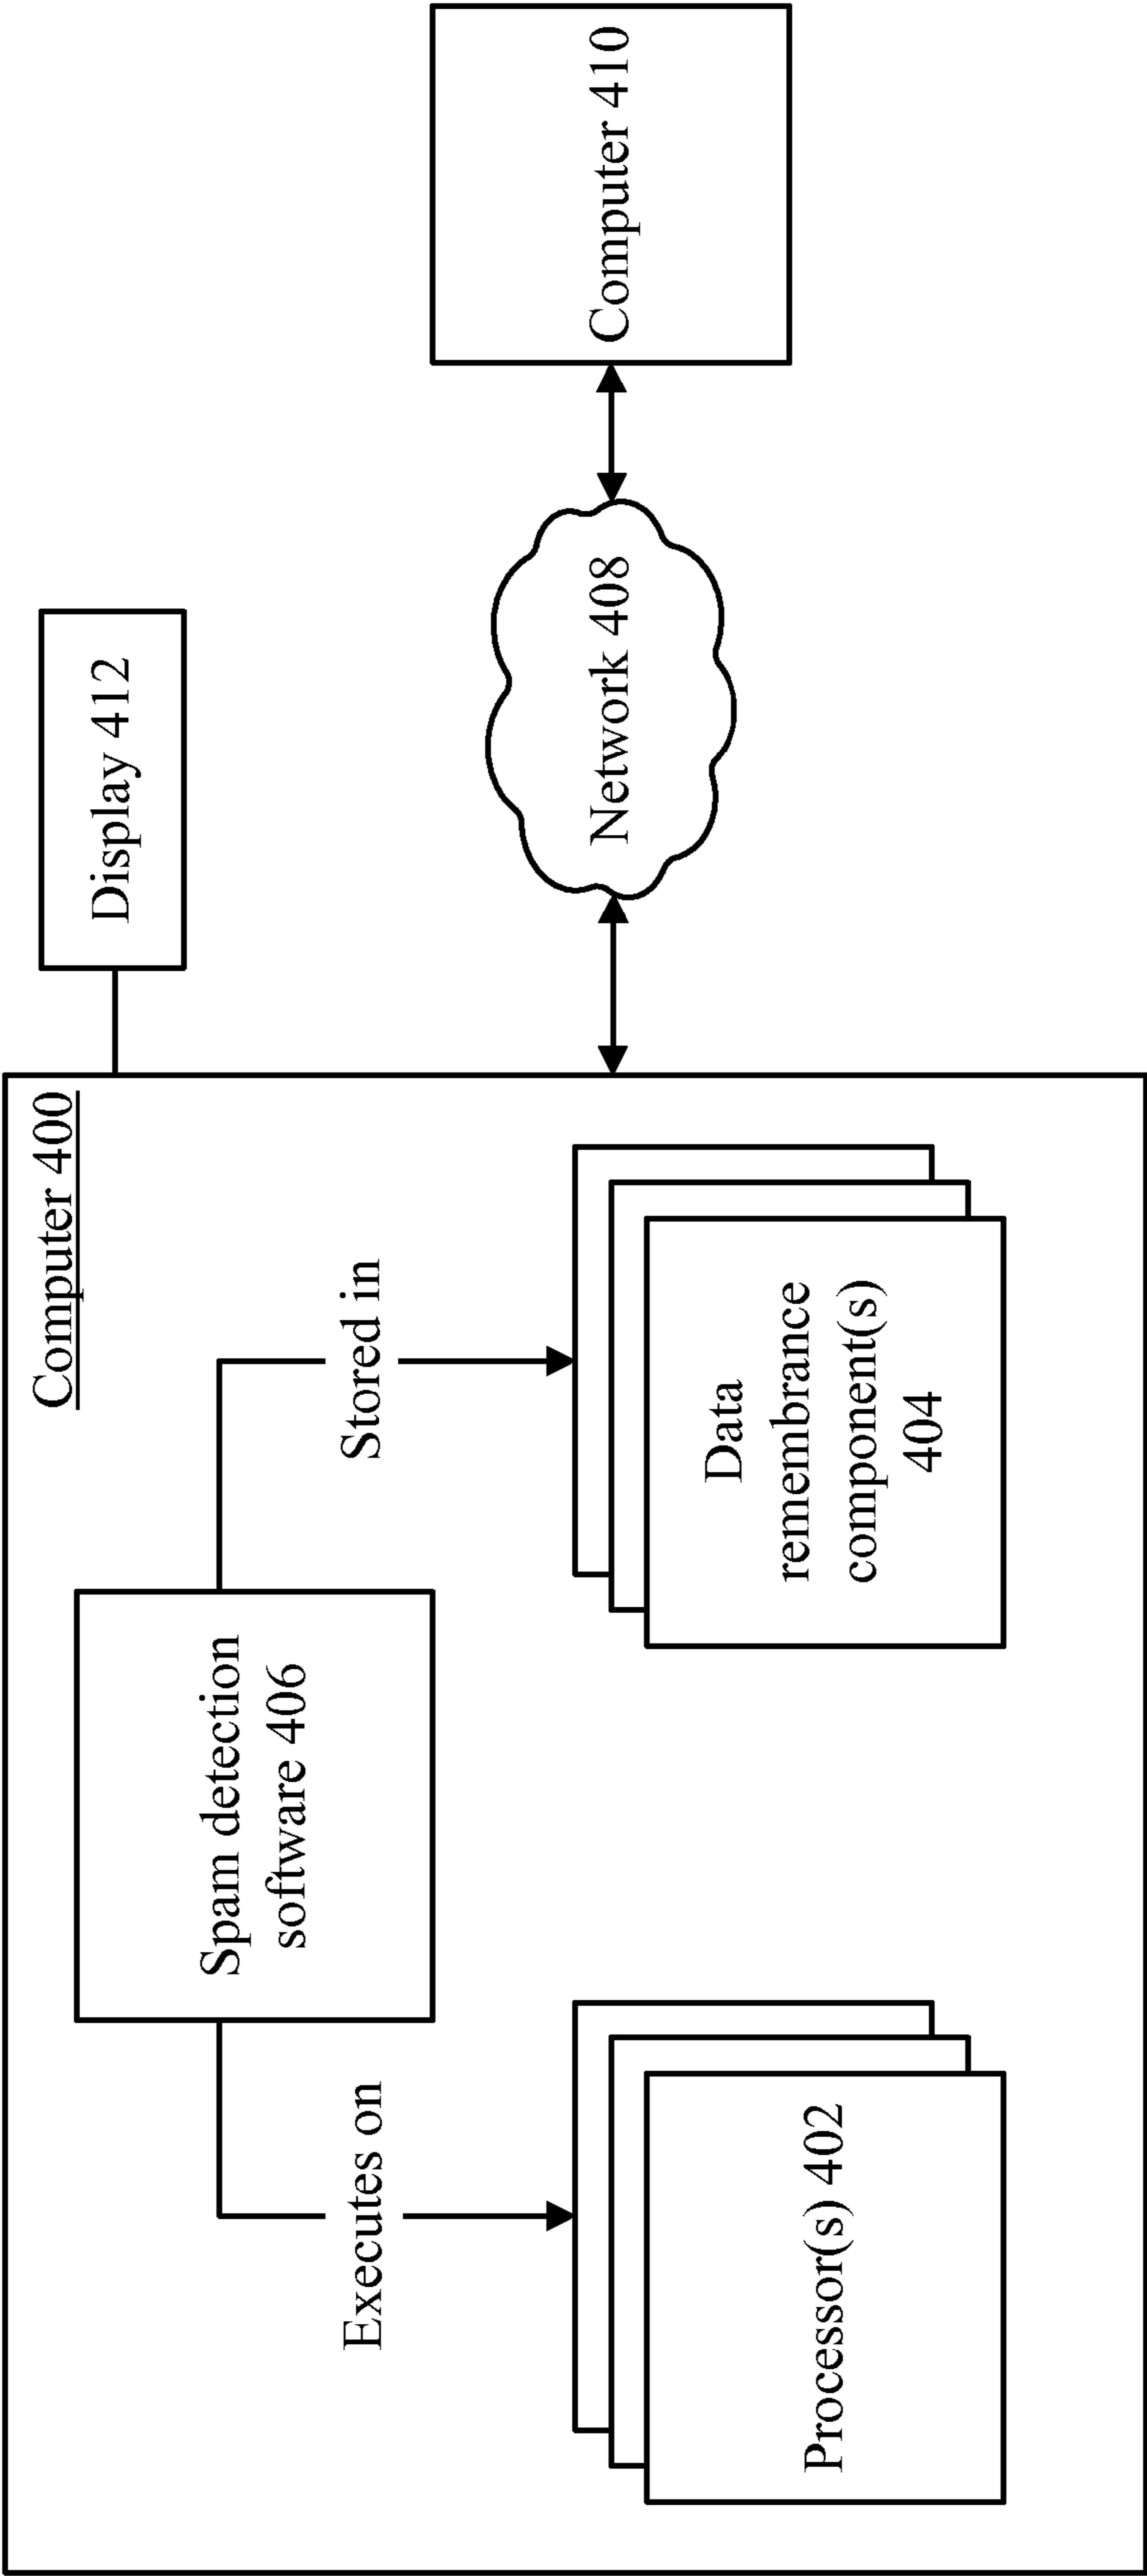 Computer 400
Display 412
Spam detection
software 406
Executes on
Stored in
Network 408
Computer 410
Processor(s) 402
Data
remembrance
component(s)
404